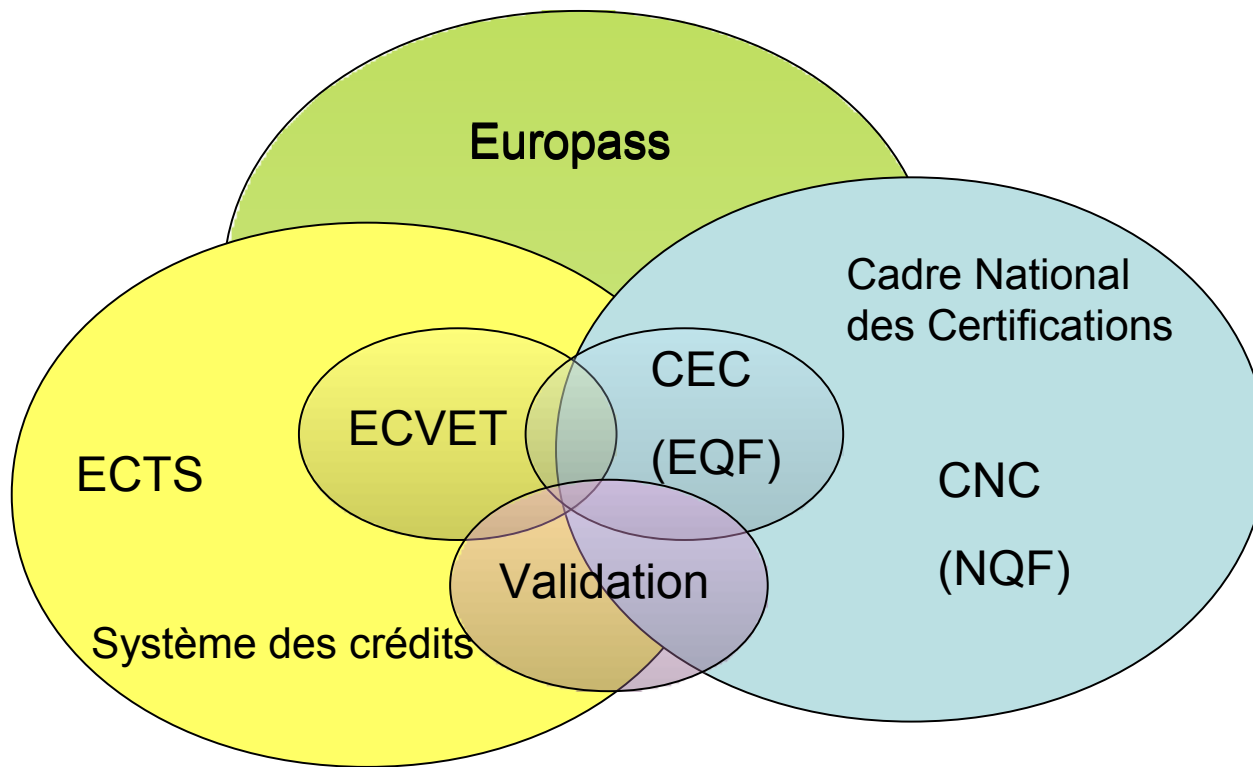 Europass
Cadre National
des Certifications
CEC
(EQF)
ECVET
ECTS
CNC
(NQF)
Validation
Système des crédits